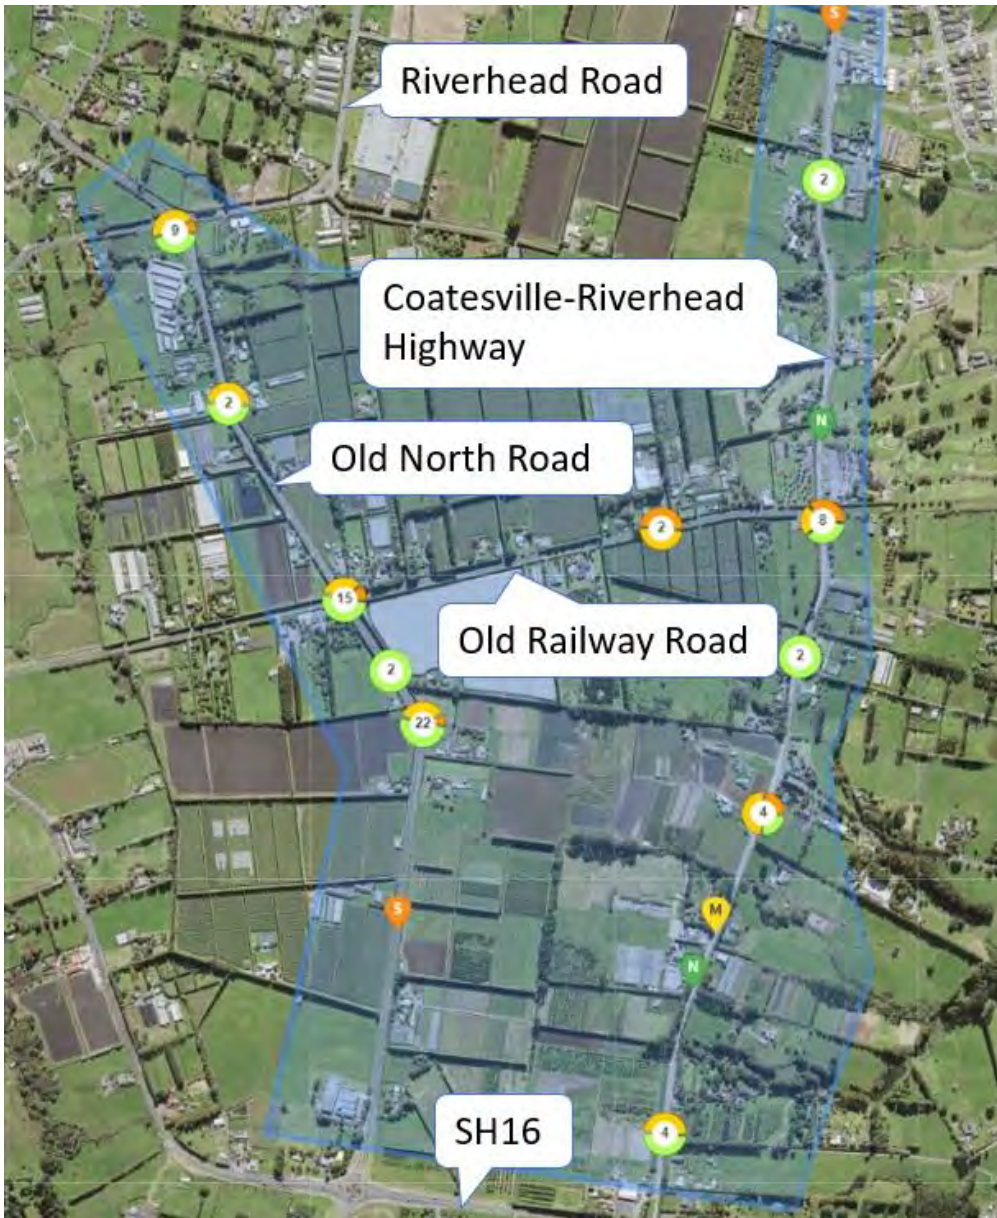 S
Riverhead Road
2
9
Coatesville-Riverhead
Highway
2
N
Old North Road
2
8
15
Old Railway Road
2
2
22
4
S
M
N
SH16
4